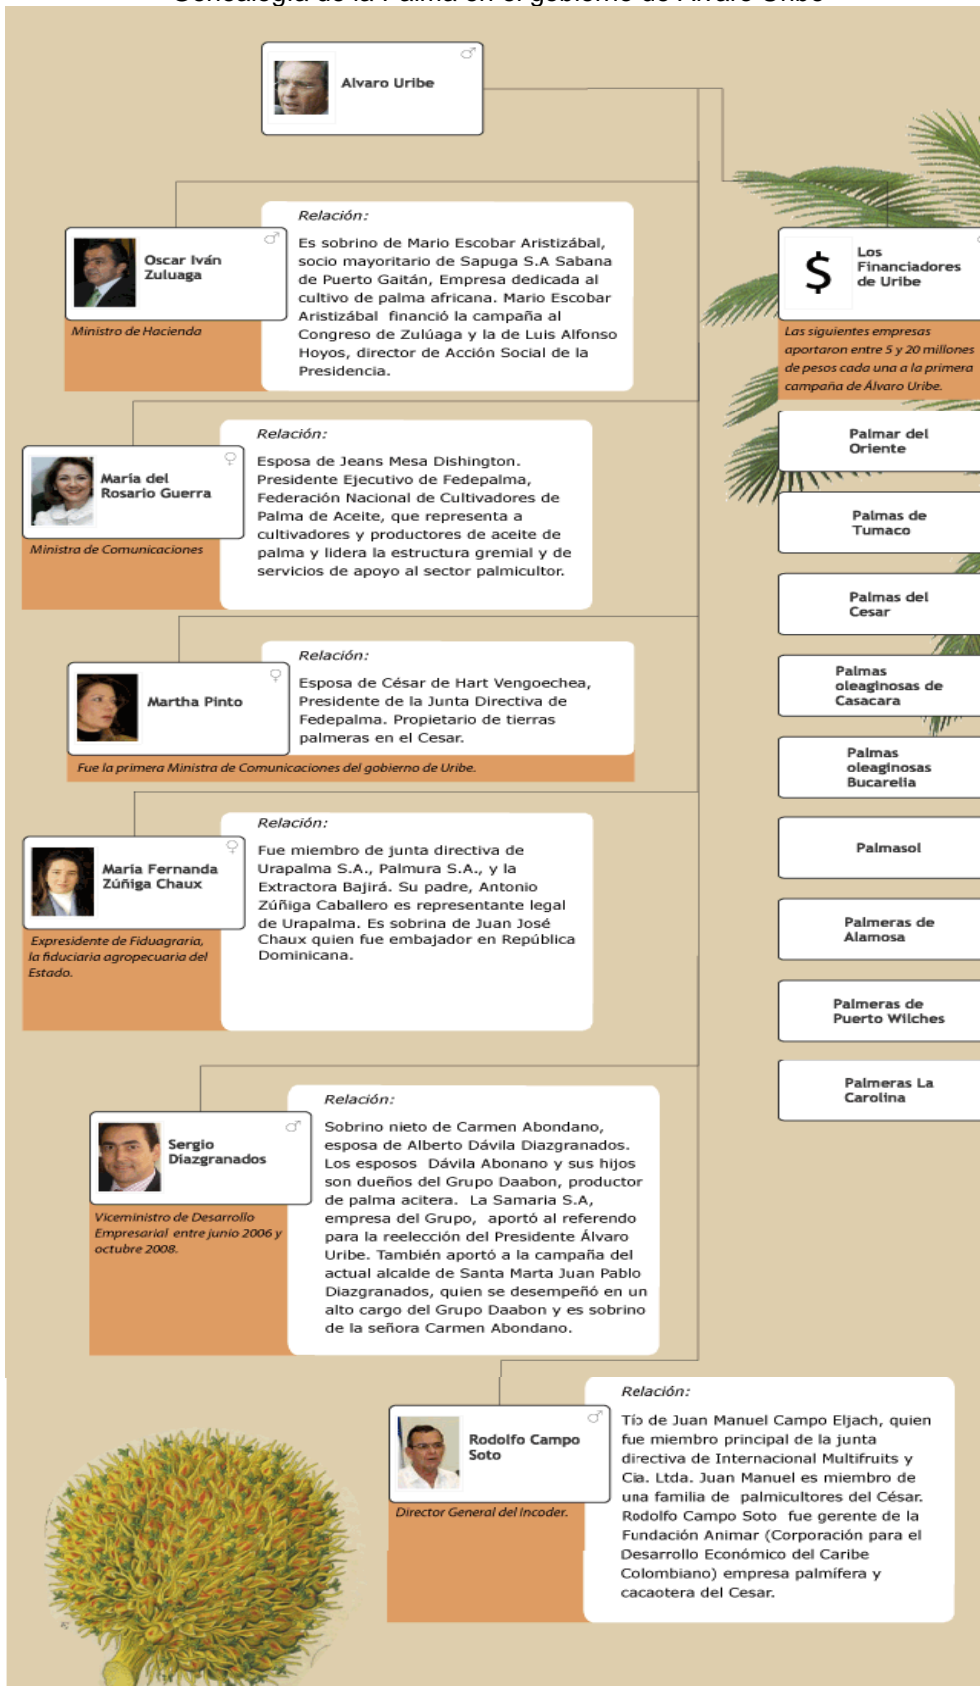 Genealogía de la Palma en el gobierno de Álvaro Uribe
Alvaro Uribe
Relación:
Oscar Iván
Zuluaga
Ministro de Hacienda
Es sobrino de Mario Escobar Aristizábal,
socio mayoritario de Sapuga S.A Sabana
de Puerto Gaitán, Empresa dedicada al
cultivo de palma africana. Mario Escobar
Aristizábal financió la campaña al
Congreso de Zulúaga y la de Luis Alfonso
Hoyos, director de Acción Social de la
Presidencia.
Los
Financiadores
de Uribe
$
Las siguientes empresas
aportaron entre 5 y 20 millones
de pesos cada una a la primera
campaña de Álvaro Uribe.
Palmar del
Oriente
Palmas de
Tumaco
Palmas del
Cesar
Palmas
oleaginosas de
Casacara
Palmas
oleaginosas
Bucarelia
Palmasol
Palmeras de
Alamosa
Palmeras de
Puerto Wilches
Palmeras La
Carolina
María del
Rosario Guerra
Ministra de Comunicaciones
Relación:
Esposa de Jeans Mesa Dishington.
Presidente Ejecutivo de Fedepalma,
Federación Nacional de Cultivadores de
Palma de Aceite, que representa a
cultivadores y productores de aceite de
palma y lidera la estructura gremial y de
servicios de apoyo al sector palmicultor.
Martha Pinto
Relación:
Esposa de César de Hart Vengoechea,
Presidente de la Junta Directiva de
Fedepalma. Propietario de tierras
palmeras en el Cesar.
Fue la primera Ministra de Comunicaciones del gobierno de Uribe.
María Fernanda
Zúñiga Chaux
Expresidente de Fiduagraria,
la fiduciaria agropecuaria del
Estado.
Relación:
Fue miembro de junta directiva de
Urapalma S.A., Palmura S.A., y la
Extractora Bajirá. Su padre, Antonio
Zúñiga Caballero es representante legal
de Urapalma. Es sobrina de Juan José
Chaux quien fue embajador en República
Dominicana.
Sergio
Díazgranados
Viceministro de Desarrollo
Empresarial entre junio 2006 y
octubre 2008.
Relación:
Sobrino nieto de Carmen Abondano,
esposa de Alberto Dávila Diazgranados.
Los esposos Dávila Abonano y sus hijos
son dueños del Grupo Daabon, productor
de palma acitera. La Samaria S.A,
empresa del Grupo, aportó al referendo
para la reelección del Presidente Álvaro
Uribe. También aportó a la campaña del
actual alcalde de Santa Marta Juan Pablo
Diazgranados, quien se desempeñó en un
alto cargo del Grupo Daabon y es sobrino
de la señora Carmen Abondano.
Rodolfo Campo
Soto
Director General del Incoder.
Relación:
Tío de Juan Manuel Campo Eljach, quien
fue miembro principal de la junta
directiva de Internacional Multifruits y
Cia. Ltda. Juan Manuel es miembro de
una familia de palmicultores del César.
Rodolfo Campo Soto fue gerente de la
Fundación Animar (Corporación para el
Desarrollo Económico del Caribe
Colombiano) empresa palmífera y
cacaotera del Cesar.